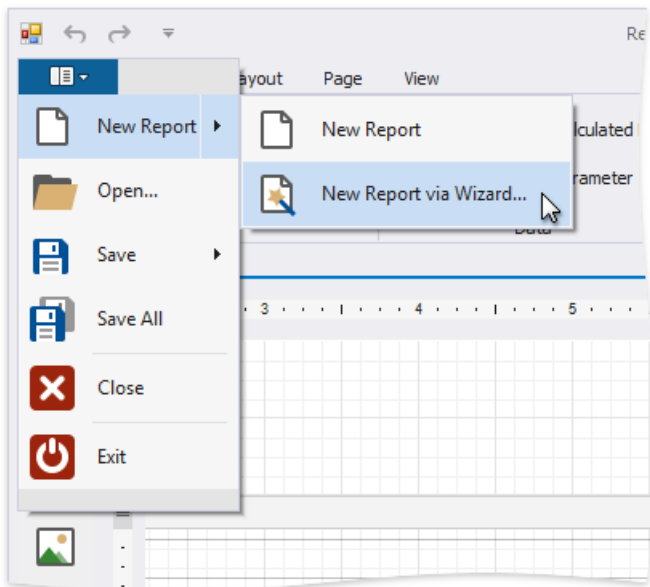 Re
ayout Page View
New Report
New Report
lculated
Open...
New Report via Wizard...
rameter
Data
Save
Save All
3 4 5
Close
Exit